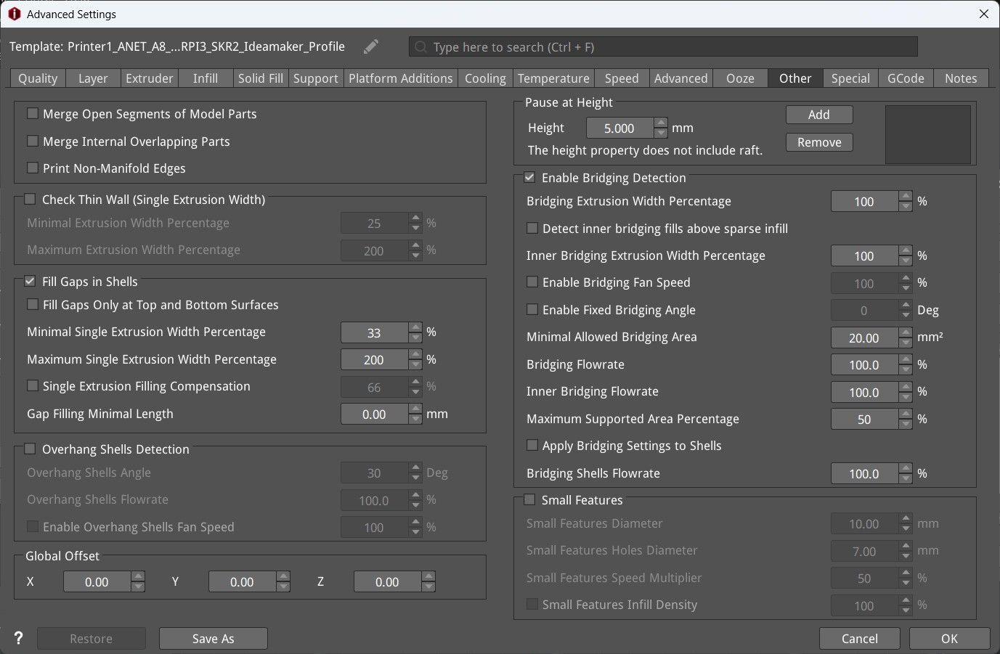 Advanced Settings
Template: Printer1_ANET_A8_...RPI3_SKR2_Ideamaker_Profile
Type here to search (Ctrl + F)
Quality Layer Extruder Infill Solid Fill Support Platform Additions Cooling Temperature Speed Advanced Ooze Other Special GCode Notes
Merge Open Segments of Model Parts
Merge Internal Overlapping Parts
Print Non-Manifold Edges
Check Thin Wall (Single Extrusion Width)
Minimal Extrusion Width Percentage 25 %
Maximum Extrusion Width Percentage 200 %
Fill Gaps in Shells
Fill Gaps Only at Top and Bottom Surfaces
Minimal Single Extrusion Width Percentage 33 %
Maximum Single Extrusion Width Percentage 200 %
Single Extrusion Filling Compensation 66 %
Gap Filling Minimal Length 0.00 mm
Overhang Shells Detection
Overhang Shells Angle 30 Deg
Overhang Shells Flowrate 100.0 %
Enable Overhang Shells Fan Speed 100 %
Global Offset
X 0.00 Y 0.00 Z 0.00
Pause at Height
Height 5.000 mm
The height property does not include raft.
Add
Remove
Enable Bridging Detection
Bridging Extrusion Width Percentage 100 %
Detect inner bridging fills above sparse infill
Inner Bridging Extrusion Width Percentage 100 %
Enable Bridging Fan Speed 100 %
Enable Fixed Bridging Angle 0 Deg
Minimal Allowed Bridging Area 20.00 mm²
Bridging Flowrate 100.0 %
Inner Bridging Flowrate 100.0 %
Maximum Supported Area Percentage 50 %
Apply Bridging Settings to Shells
Bridging Shells Flowrate 100.0 %
Small Features
Small Features Diameter 10.00 mm
Small Features Holes Diameter 7.00 mm
Small Features Speed Multiplier 50 %
Small Features Infill Density 100 %
? Restore Save As Cancel OK